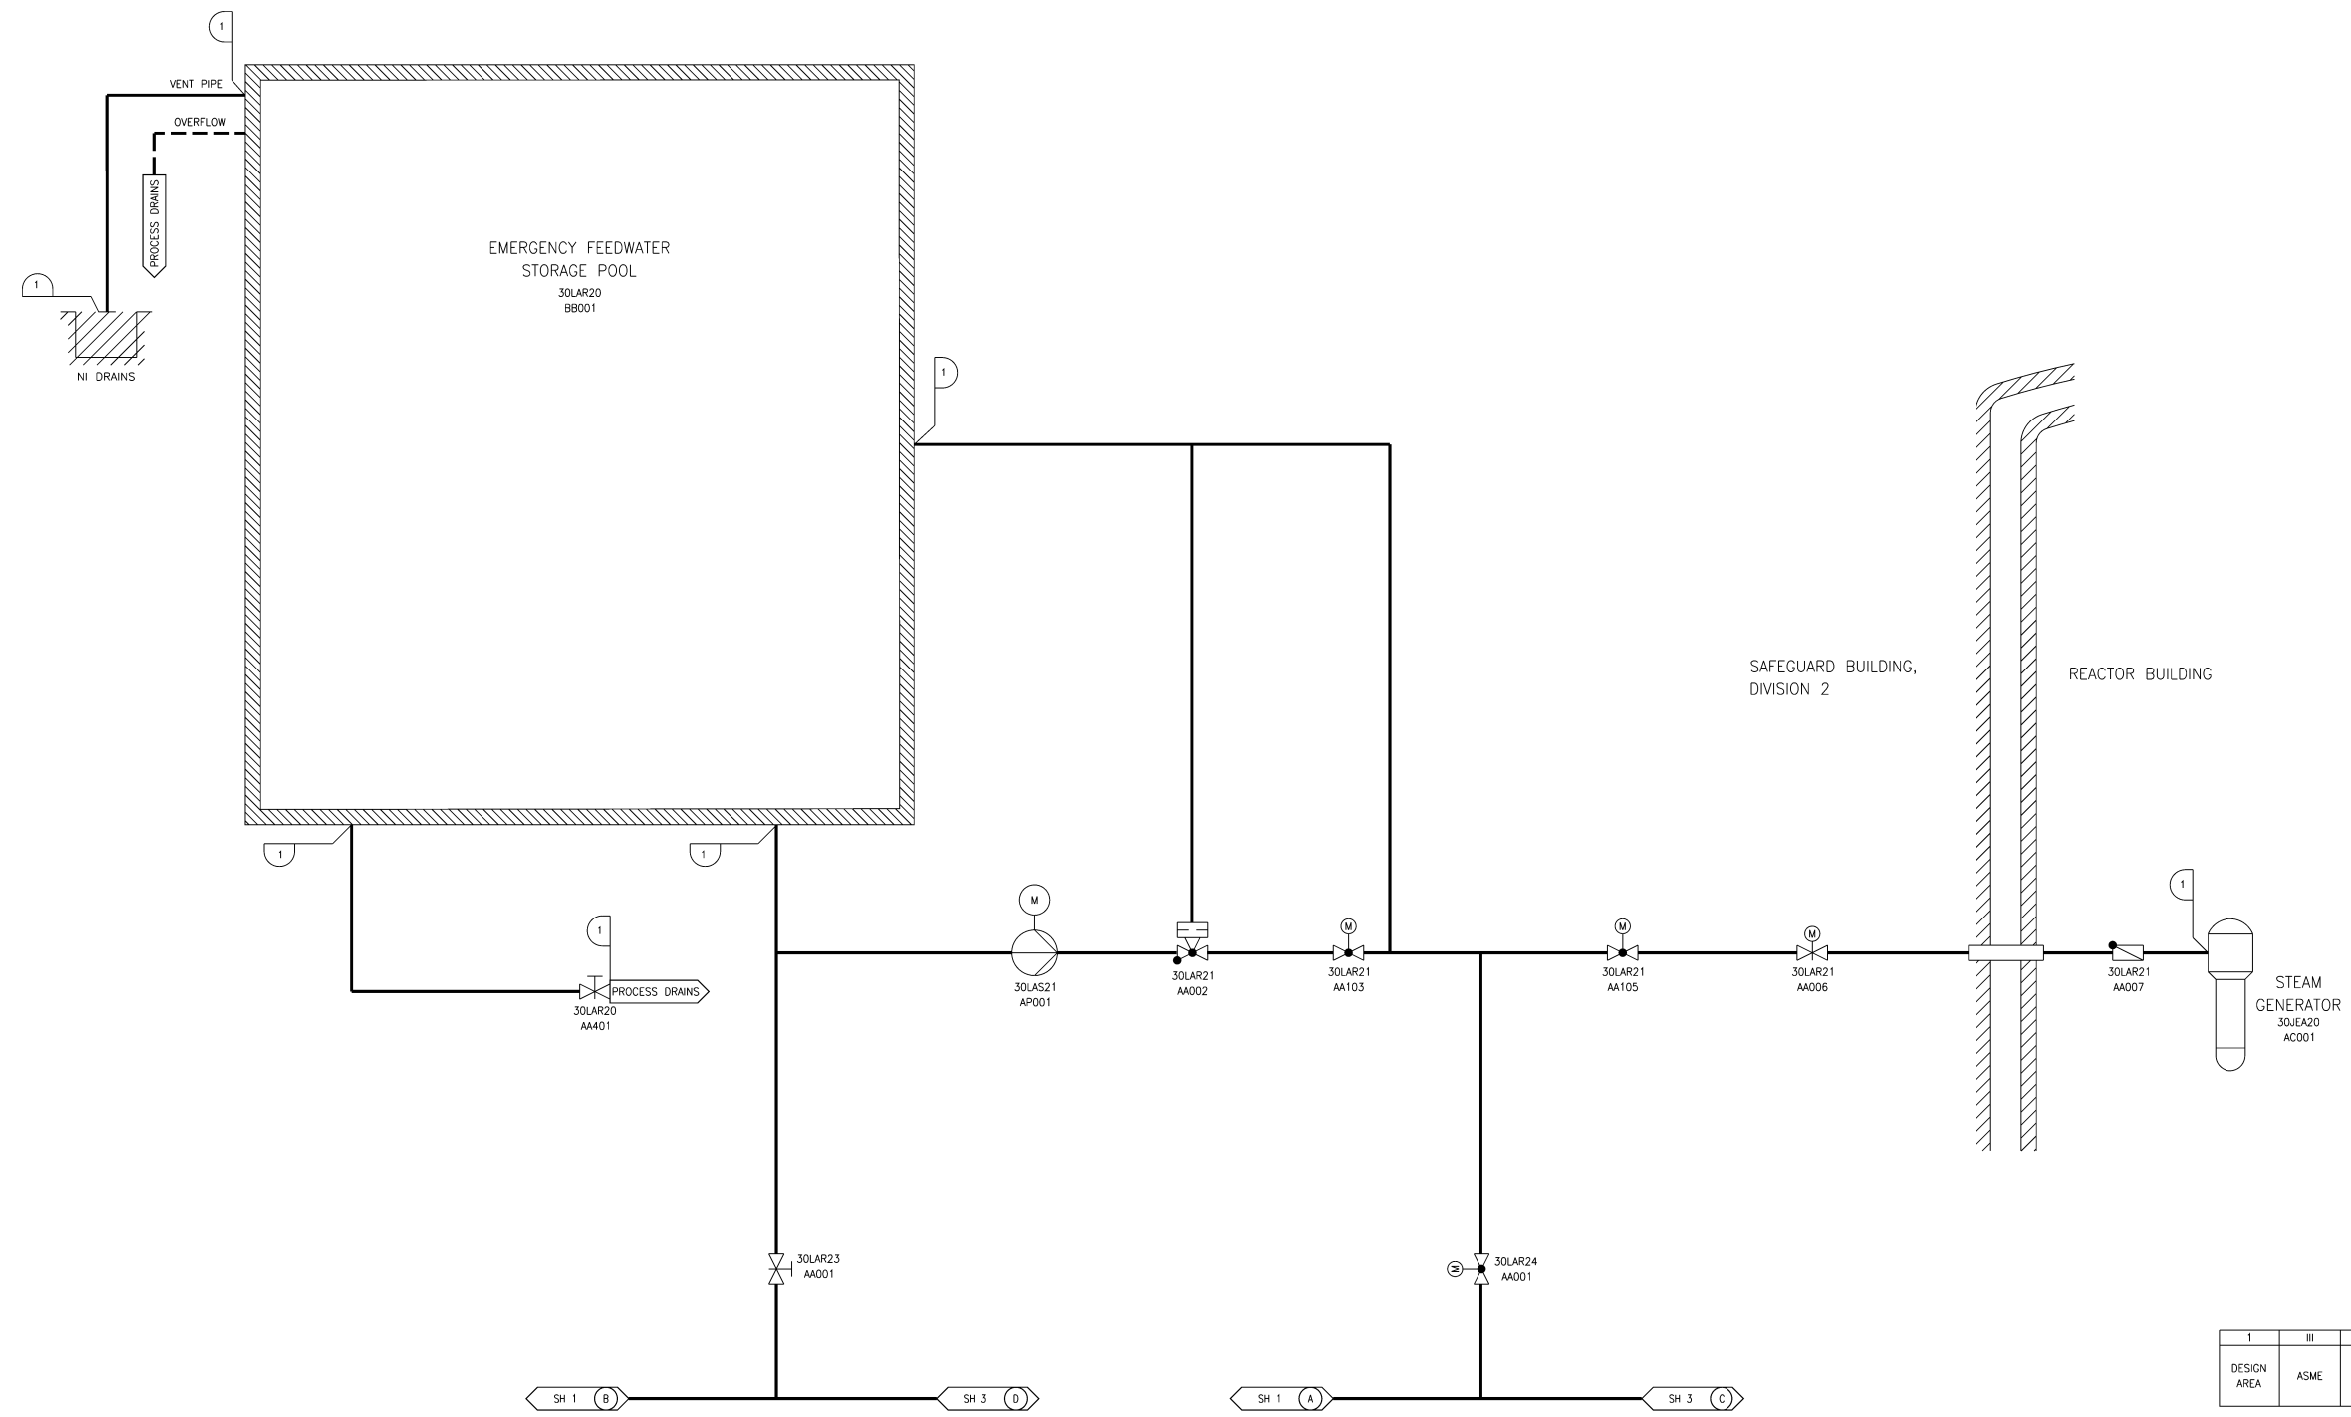 1
VENT PIPE
OVERFLOW
PROCESS DRAINS
1
NI DRAINS
EMERGENCY FEEDWATER
STORAGE POOL
30LAR20
BB001
1
SAFEGUARD BUILDING,
DIVISION 2
REACTOR BUILDING
1
1
1
PROCESS DRAINS
30LAR20
AA401
M
30LAS21
AP001
30LAR21
AA002
M
30LAR21
AA103
M
30LAR21
AA105
M
30LAR21
AA006
30LAR21
AA007
1
STEAM
GENERATOR
30JEA20
AC001
30LAR23
AA001
M
30LAR24
AA001
SH 1 B
SH 3 D
SH 1 A
SH 3 C
1 III
DESIGN
AREA
ASME